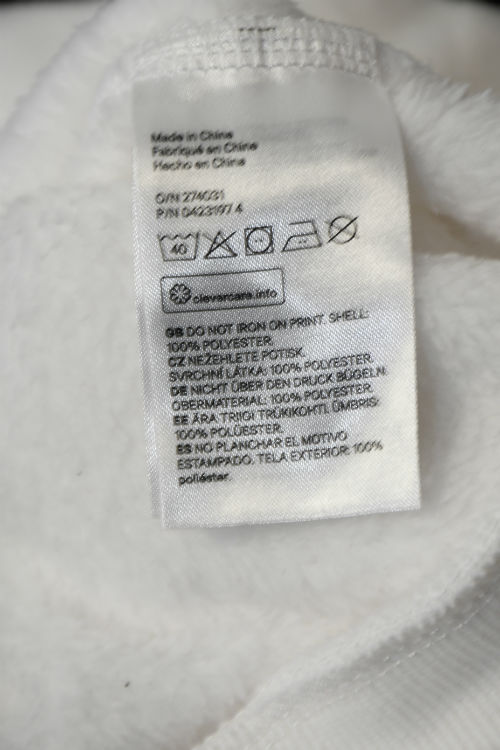 Made in China
Fabriqué en Chine
Hecho en China
O/N 274031
P/N 0423197 4
40
clevercare.info
GB DO NOT IRON ON PRINT. SHELL:
100% POLYESTER.
CZ NEŽEHLETE POTISK.
SVRCHNÍ LÁTKA: 100% POLYESTER.
DE NICHT ÜBER DEN DRUCK BÜGELN.
OBERMATERIAL: 100% POLYESTER.
EE ÄRA TRIIGI TRÜKIKOHTI. ÜMBRIS:
100% POLÜESTER.
ES NO PLANCHAR EL MOTIVO
ESTAMPADO. TELA EXTERIOR: 100%
poliéster.